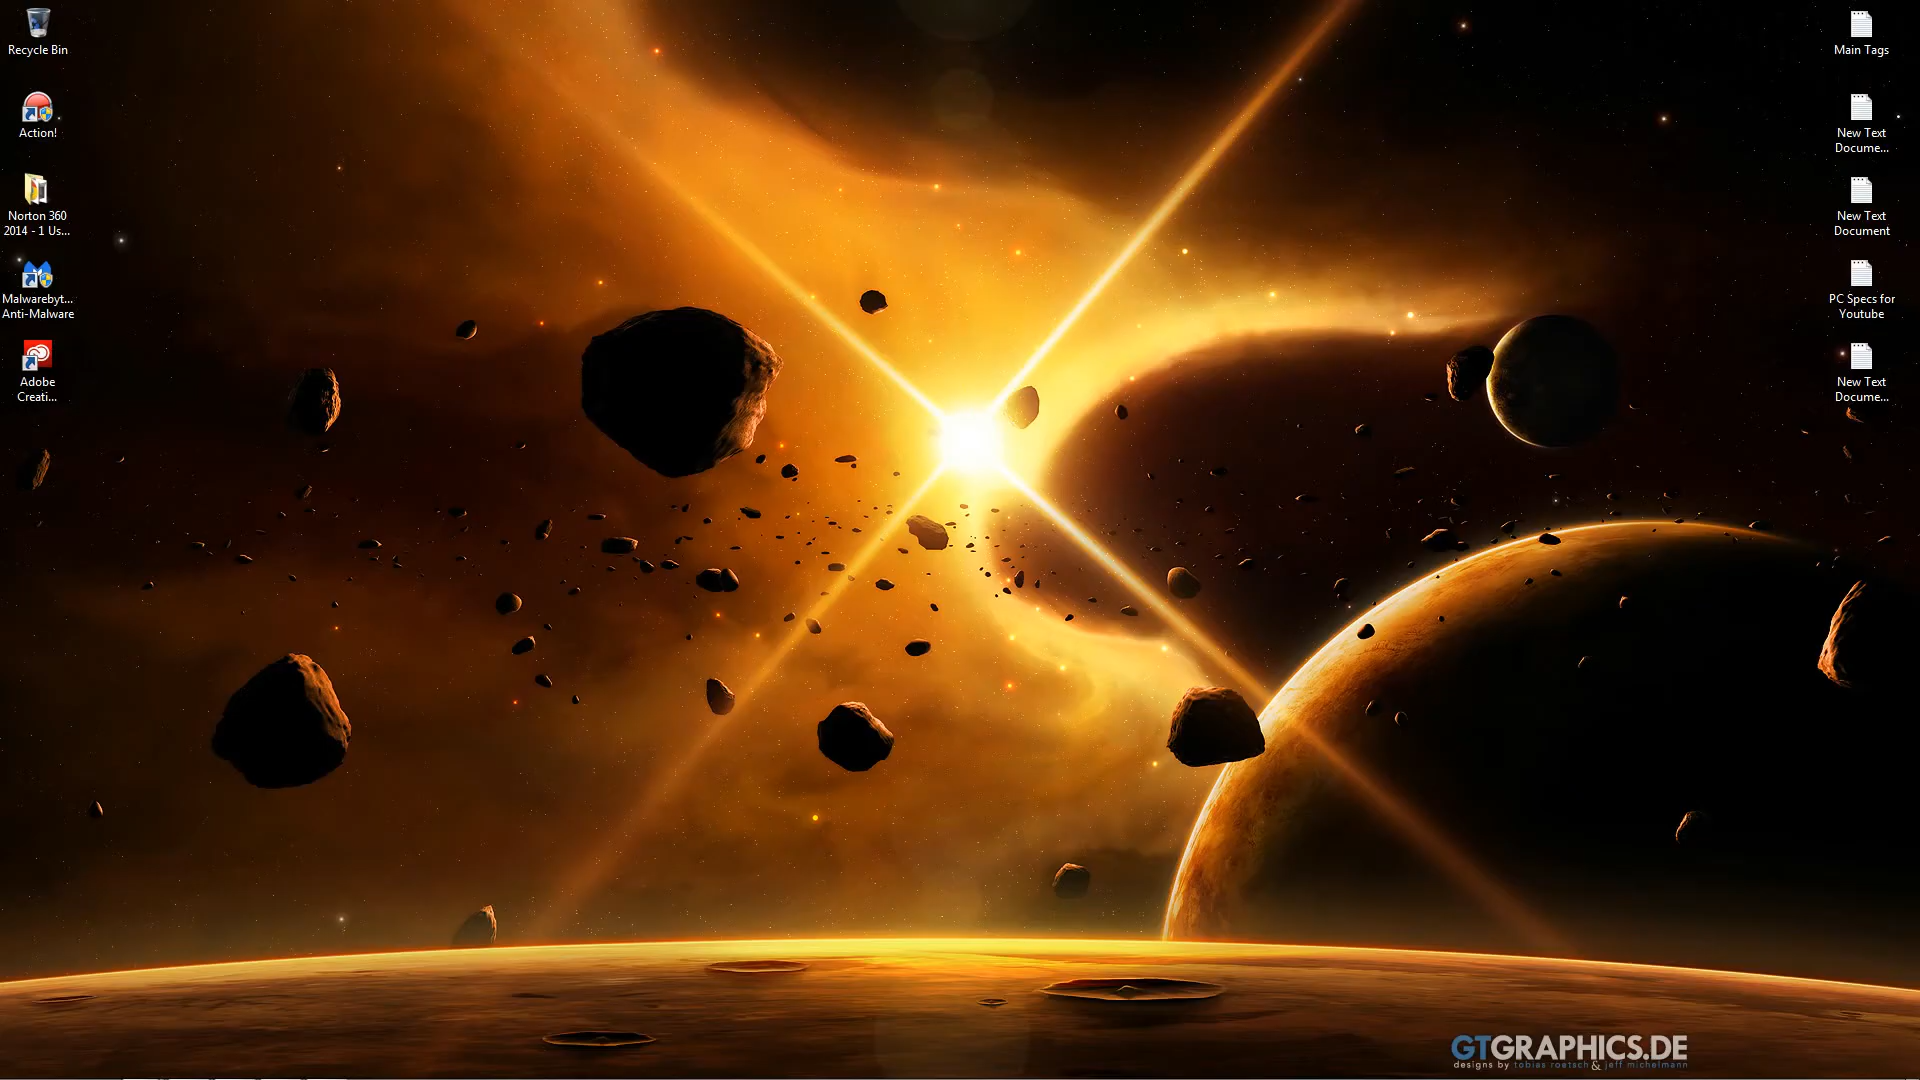 Recycle Bin
Action!
Norton 360
2014 - 1 Us...
Malwarebyt...
Anti-Malware
Adobe
Creati...
Main Tags
New Text
Docume...
New Text
Document
PC Specs for
Youtube
New Text
Docume...
GTGRAPHICS.DE
designs by tobias roetsch & jeff michelmann